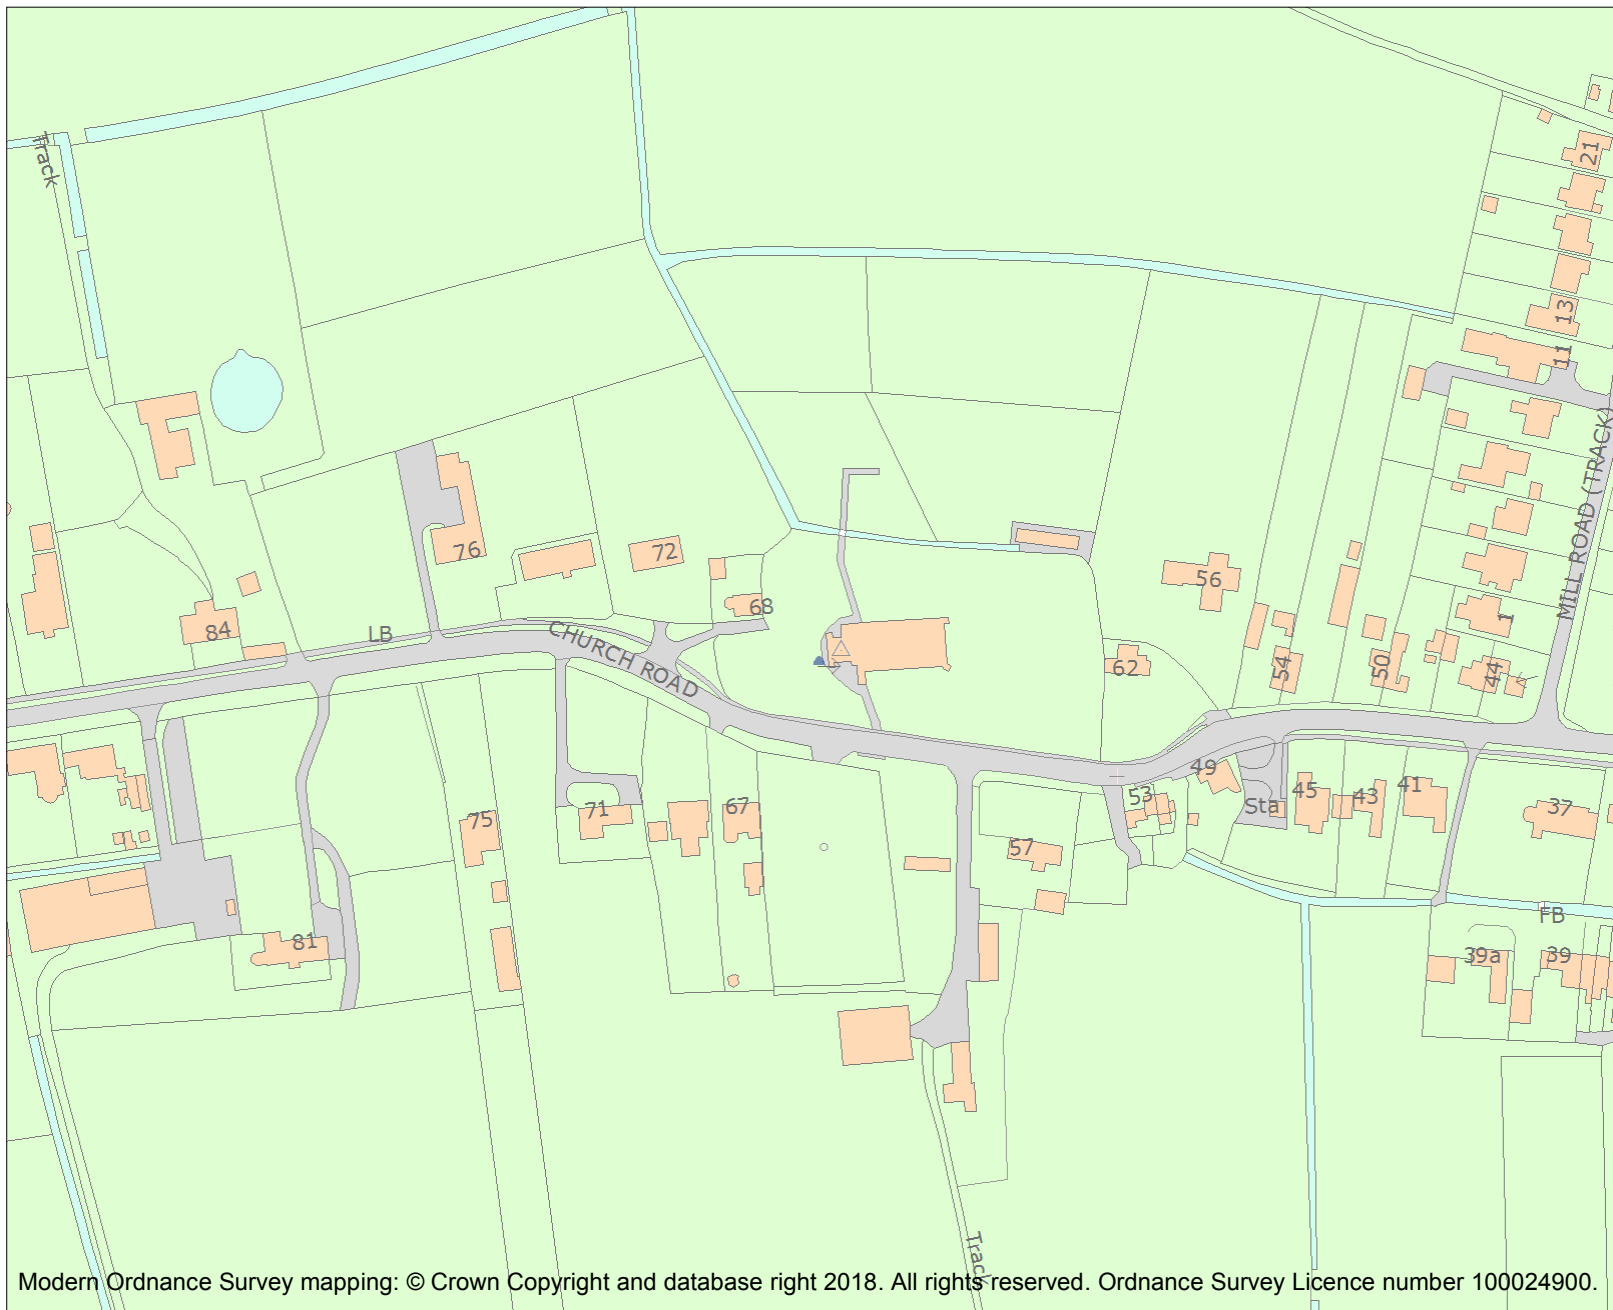 Track
21
13
11
MILL ROAD (TRACK)
76
72
56
68
1
84
LB
CHURCH ROAD
62
54
50
44
49
53
Sta
45
43
41
37
75
71
67
57
81
FB
39a
39
Track
Modern Ordnance Survey mapping: © Crown Copyright and database right 2018. All rights reserved. Ordnance Survey Licence number 100024900.